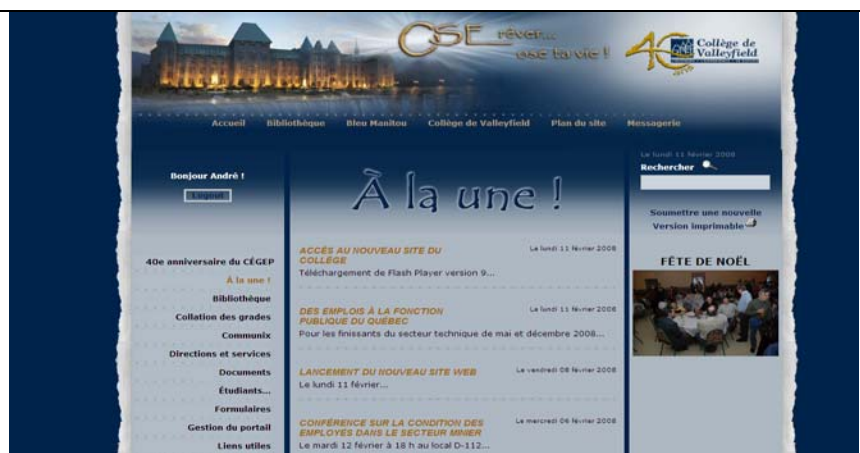 CSE rêver...
ose ta vie !
40 ans
Collège de
Valleyfield
Accueil Bibliothèque Bleu Manitou Collège de Valleyfield Plan du site Messagerie
Bonjour Andrè !
Logout
40e anniversaire du CÉGEP
À la une !
Bibliothèque
Collation des grades
Communix
Directions et services
Documents
Étudiants...
Formulaires
Gestion du portail
Liens utiles
À la une !
ACCÈS AU NOUVEAU SITE DU Le lundi 11 février 2008
COLLÈGE
Téléchargement de Flash Player version 9...
DES EMPLOIS À LA FONCTION Le lundi 11 février 2008
PUBLIQUE DU QUÉBEC
Pour les finissants du secteur technique de mai et décembre 2008...
LANCEMENT DU NOUVEAU SITE WEB Le vendredi 08 février 2008
Le lundi 11 février...
CONFÉRENCE SUR LA CONDITION DES Le mercredi 06 février 2008
EMPLOYÉS DANS LE SECTEUR MINIER
Le mardi 12 février à 18 h au local D-112...
Le lundi 11 février 2008
Rechercher
Soumettre une nouvelle
Version imprimable
FÊTE DE NOËL